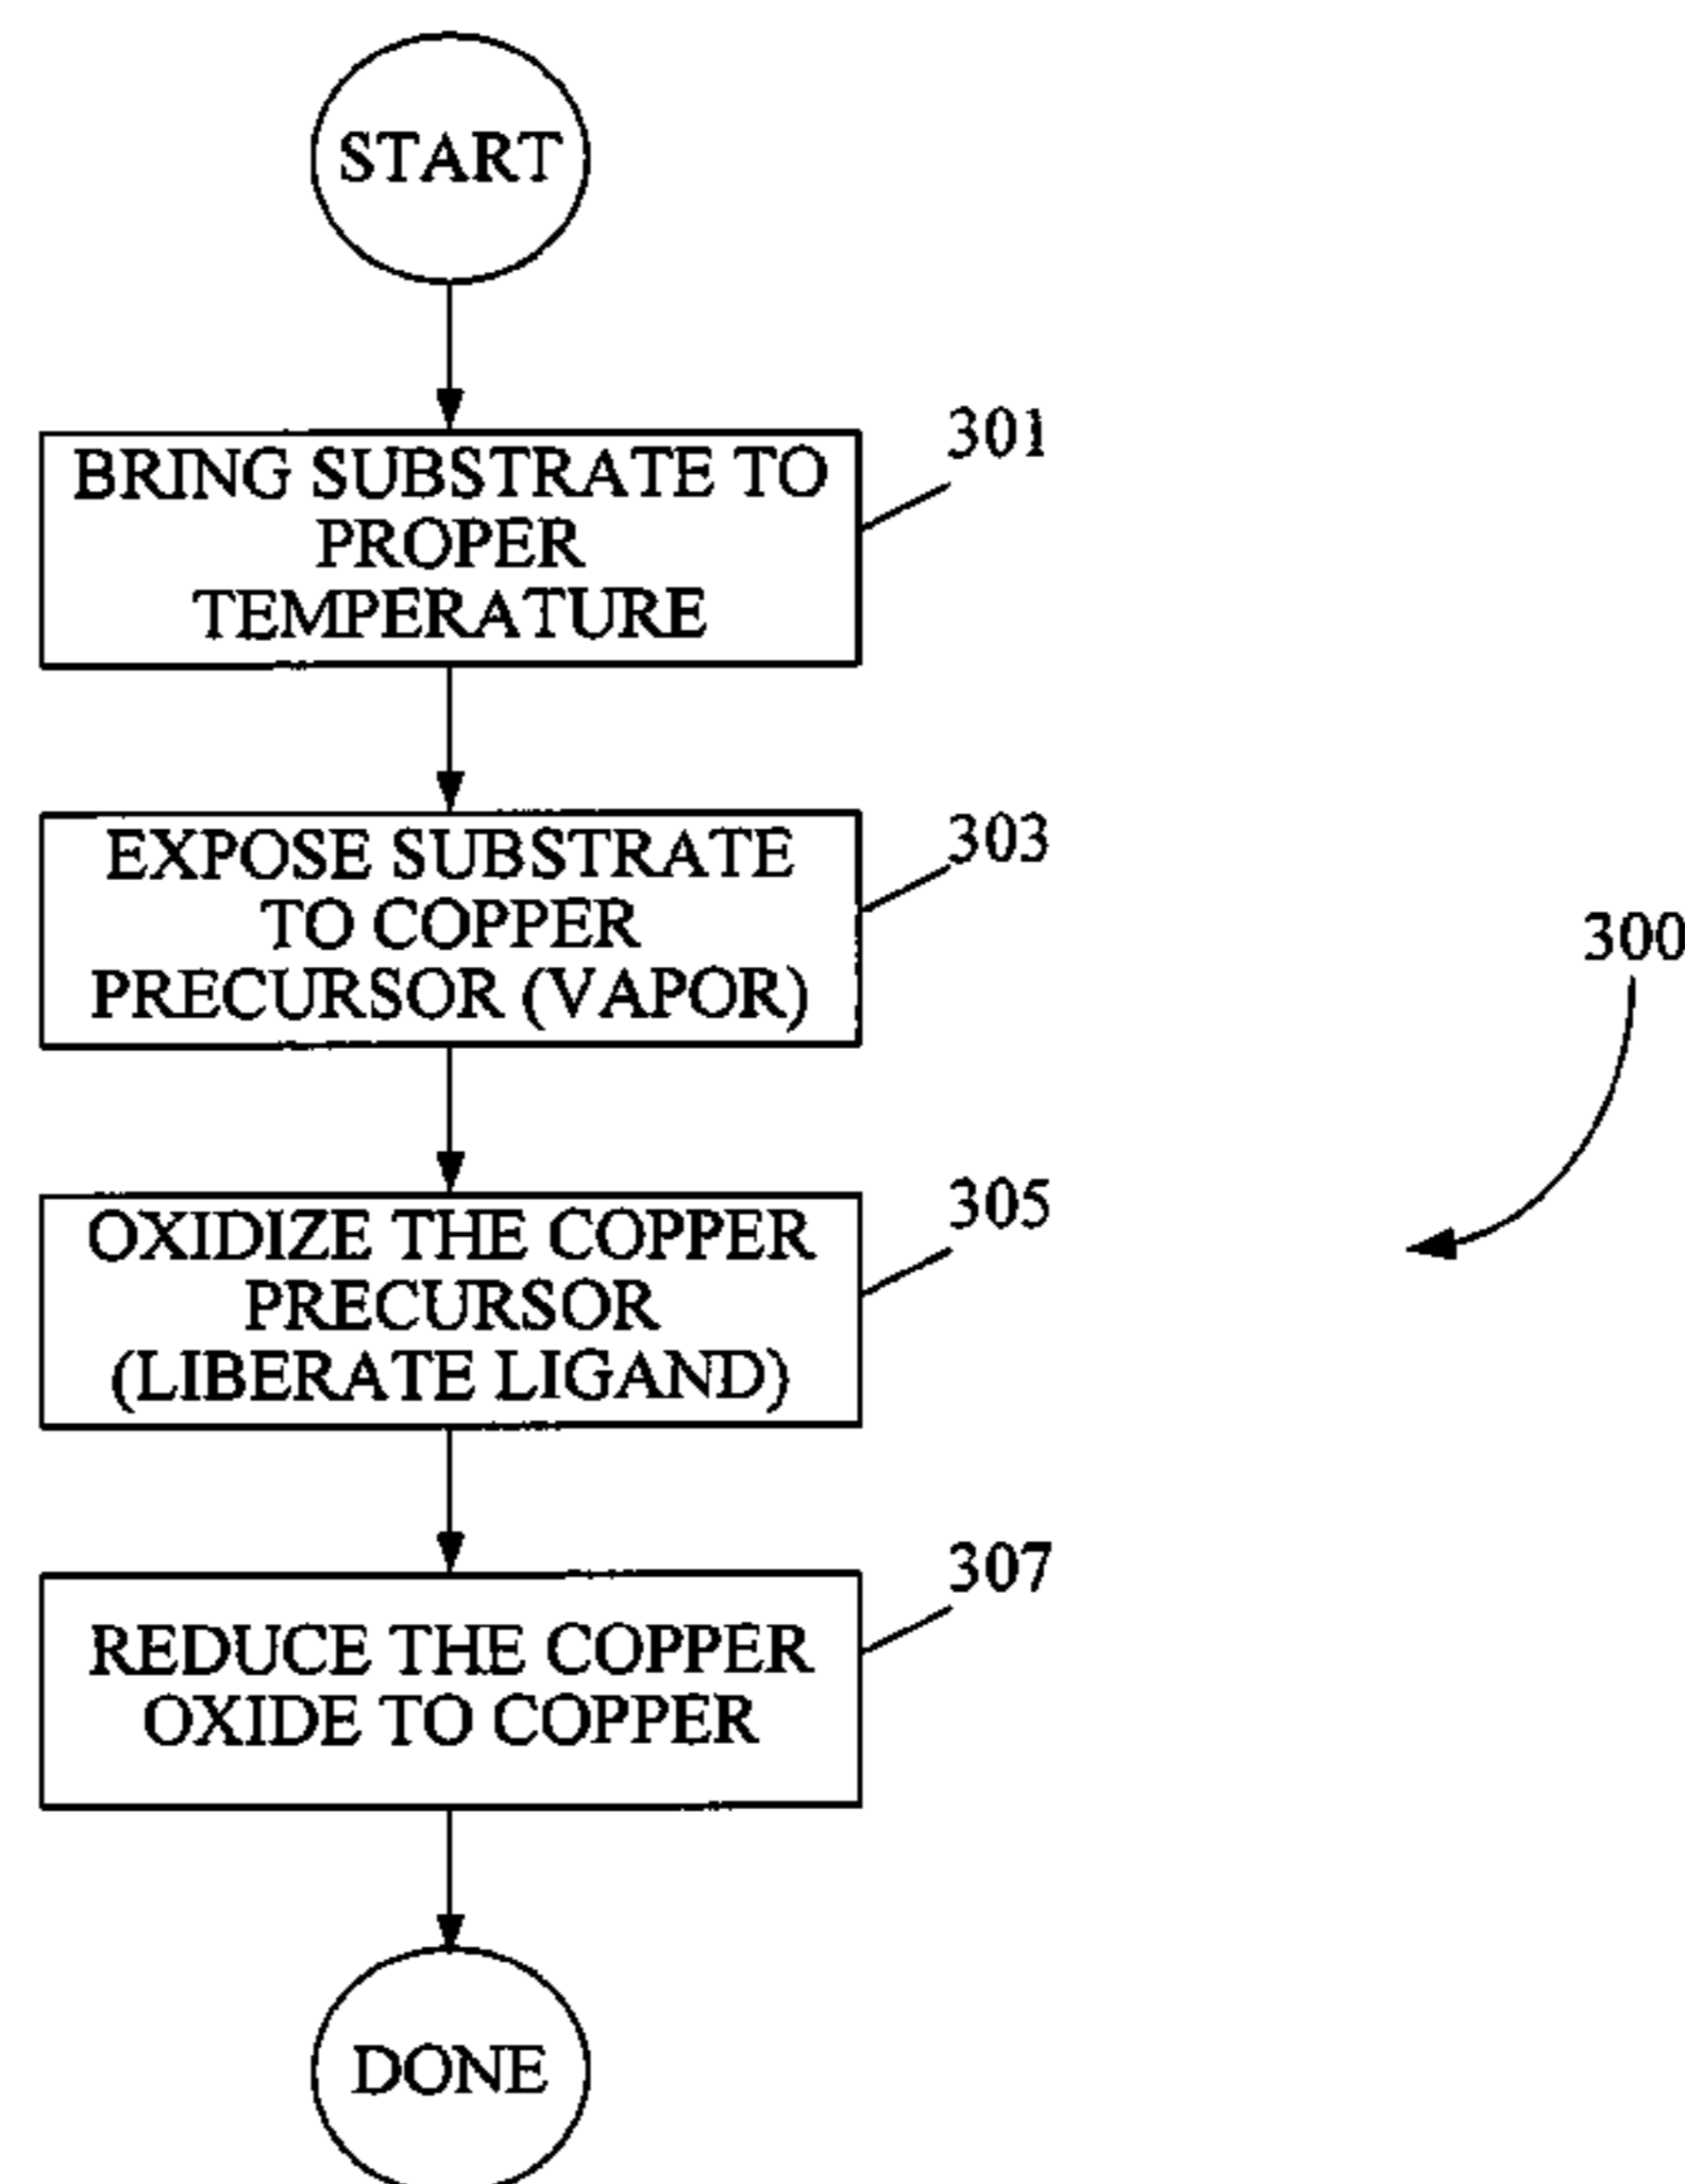 START
BRING SUBSTRATE TO
PROPER
TEMPERATURE
301
EXPOSE SUBSTRATE
TO COPPER
PRECURSOR (VAPOR)
303
300
OXIDIZE THE COPPER
PRECURSOR
(LIBERATE LIGAND)
305
REDUCE THE COPPER
OXIDE TO COPPER
307
DONE